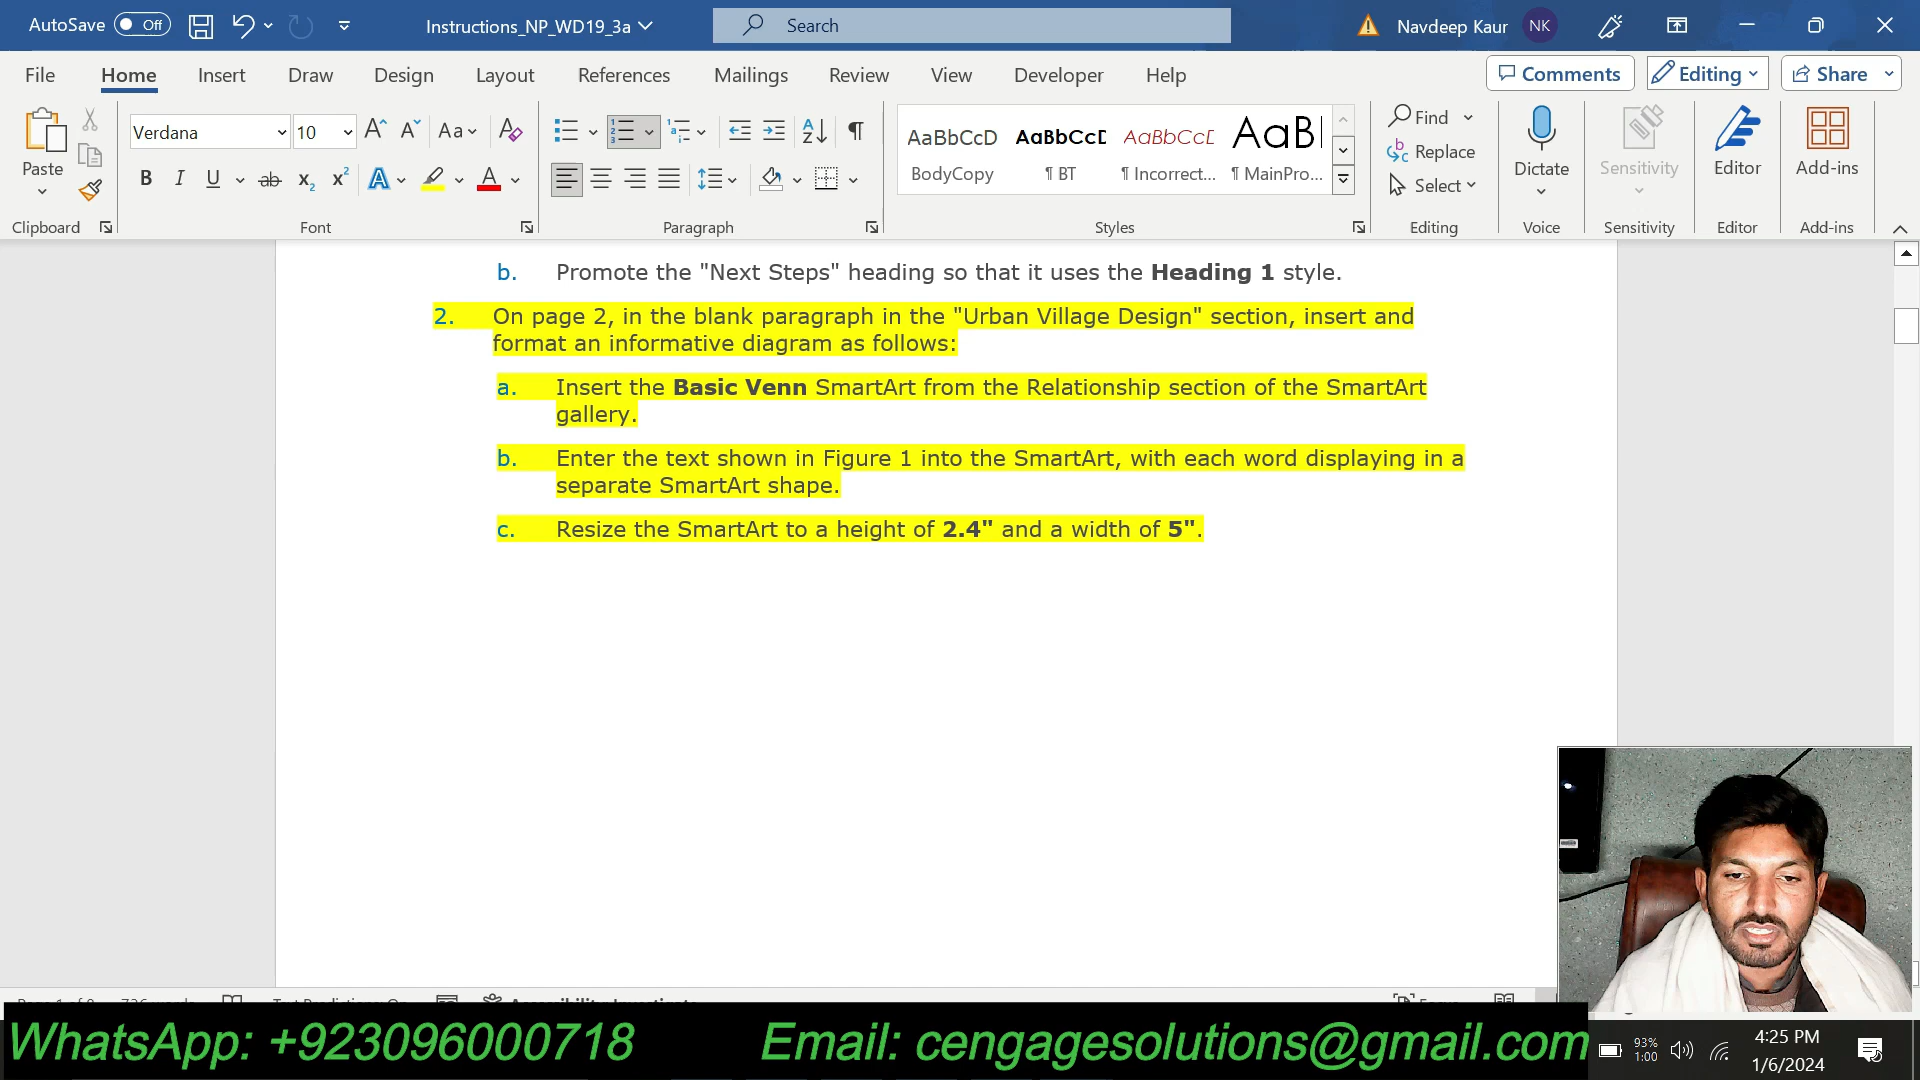 AutoSave Off Instructions_NP_WD19_3a Search Navdeep Kaur NK
File Home Insert Draw Design Layout References Mailings Review View Developer Help Comments Editing Share
Paste Verdana 10 Aa
BodyCopy ¶ BT ¶ Incorrect... ¶ MainPro...
AaBbCcD AaBbCcD AaBbCcD AaB
Find Replace Select
Dictate Sensitivity Editor Add-ins
Clipboard Font Paragraph Styles Editing Voice Sensitivity Editor Add-ins
b. Promote the "Next Steps" heading so that it uses the Heading 1 style.
2. On page 2, in the blank paragraph in the "Urban Village Design" section, insert and
format an informative diagram as follows:
a. Insert the Basic Venn SmartArt from the Relationship section of the SmartArt
gallery.
b. Enter the text shown in Figure 1 into the SmartArt, with each word displaying in a
separate SmartArt shape.
c. Resize the SmartArt to a height of 2.4" and a width of 5".
WhatsApp: +923096000718 Email: cengagesolutions@gmail.com
93%
1:00
4:25 PM
1/6/2024